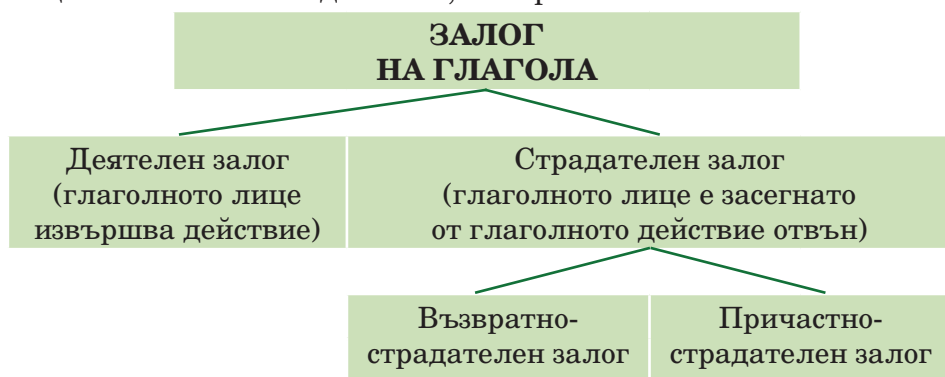 ЗАЛОГ
НА ГЛАГОЛА
Деятелен залог
(глаголното лице
извършва действие)
Страдателен залог
(глаголното лице е засегнато
от глаголното действие отвън)
Възвратно-
страдателен залог
Причастно-
страдателен залог